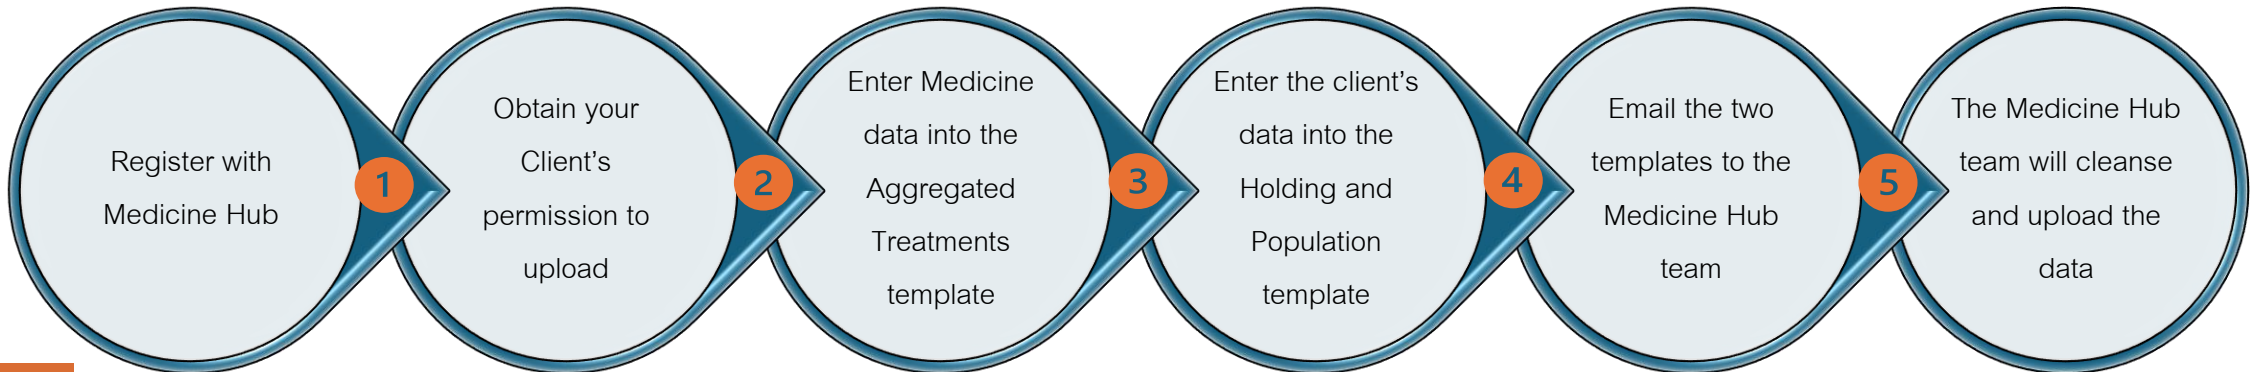 Register with
Medicine Hub
1
Obtain your
Client’s
permission to
upload
2
Enter Medicine
data into the
Aggregated
Treatments
template
3
Enter the client’s
data into the
Holding and
Population
template
4
Email the two
templates to the
Medicine Hub
team
5
The Medicine Hub
team will cleanse
and upload the
data